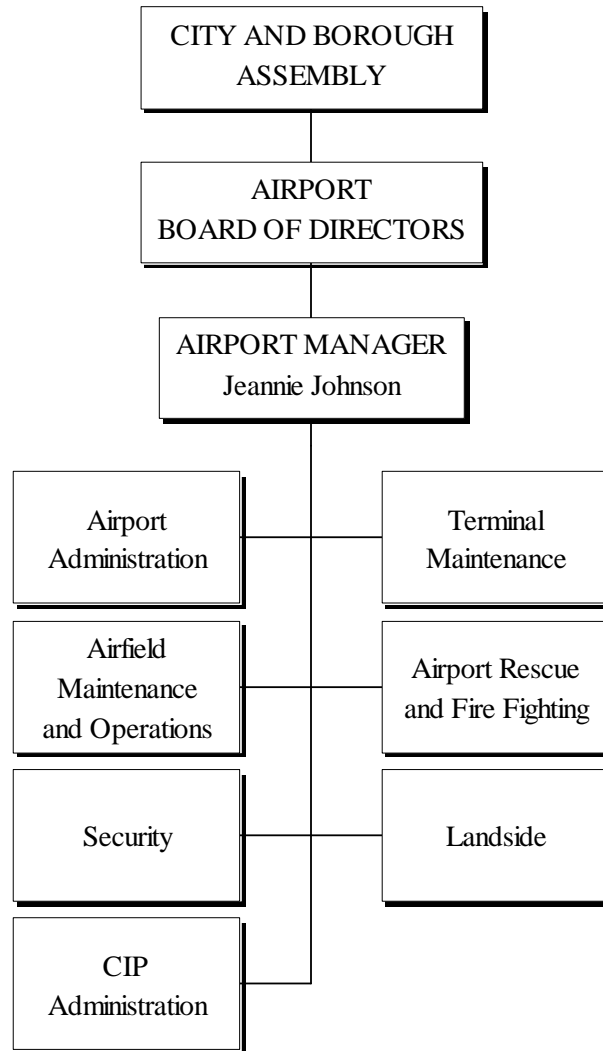 CITY AND BOROUGH
ASSEMBLY
AIRPORT
BOARD OF DIRECTORS
AIRPORT MANAGER
Jeannie Johnson
Airport
Administration
Terminal
Maintenance
Airfield
Maintenance
and Operations
Airport Rescue
and Fire Fighting
Security
Landside
CIP
Administration